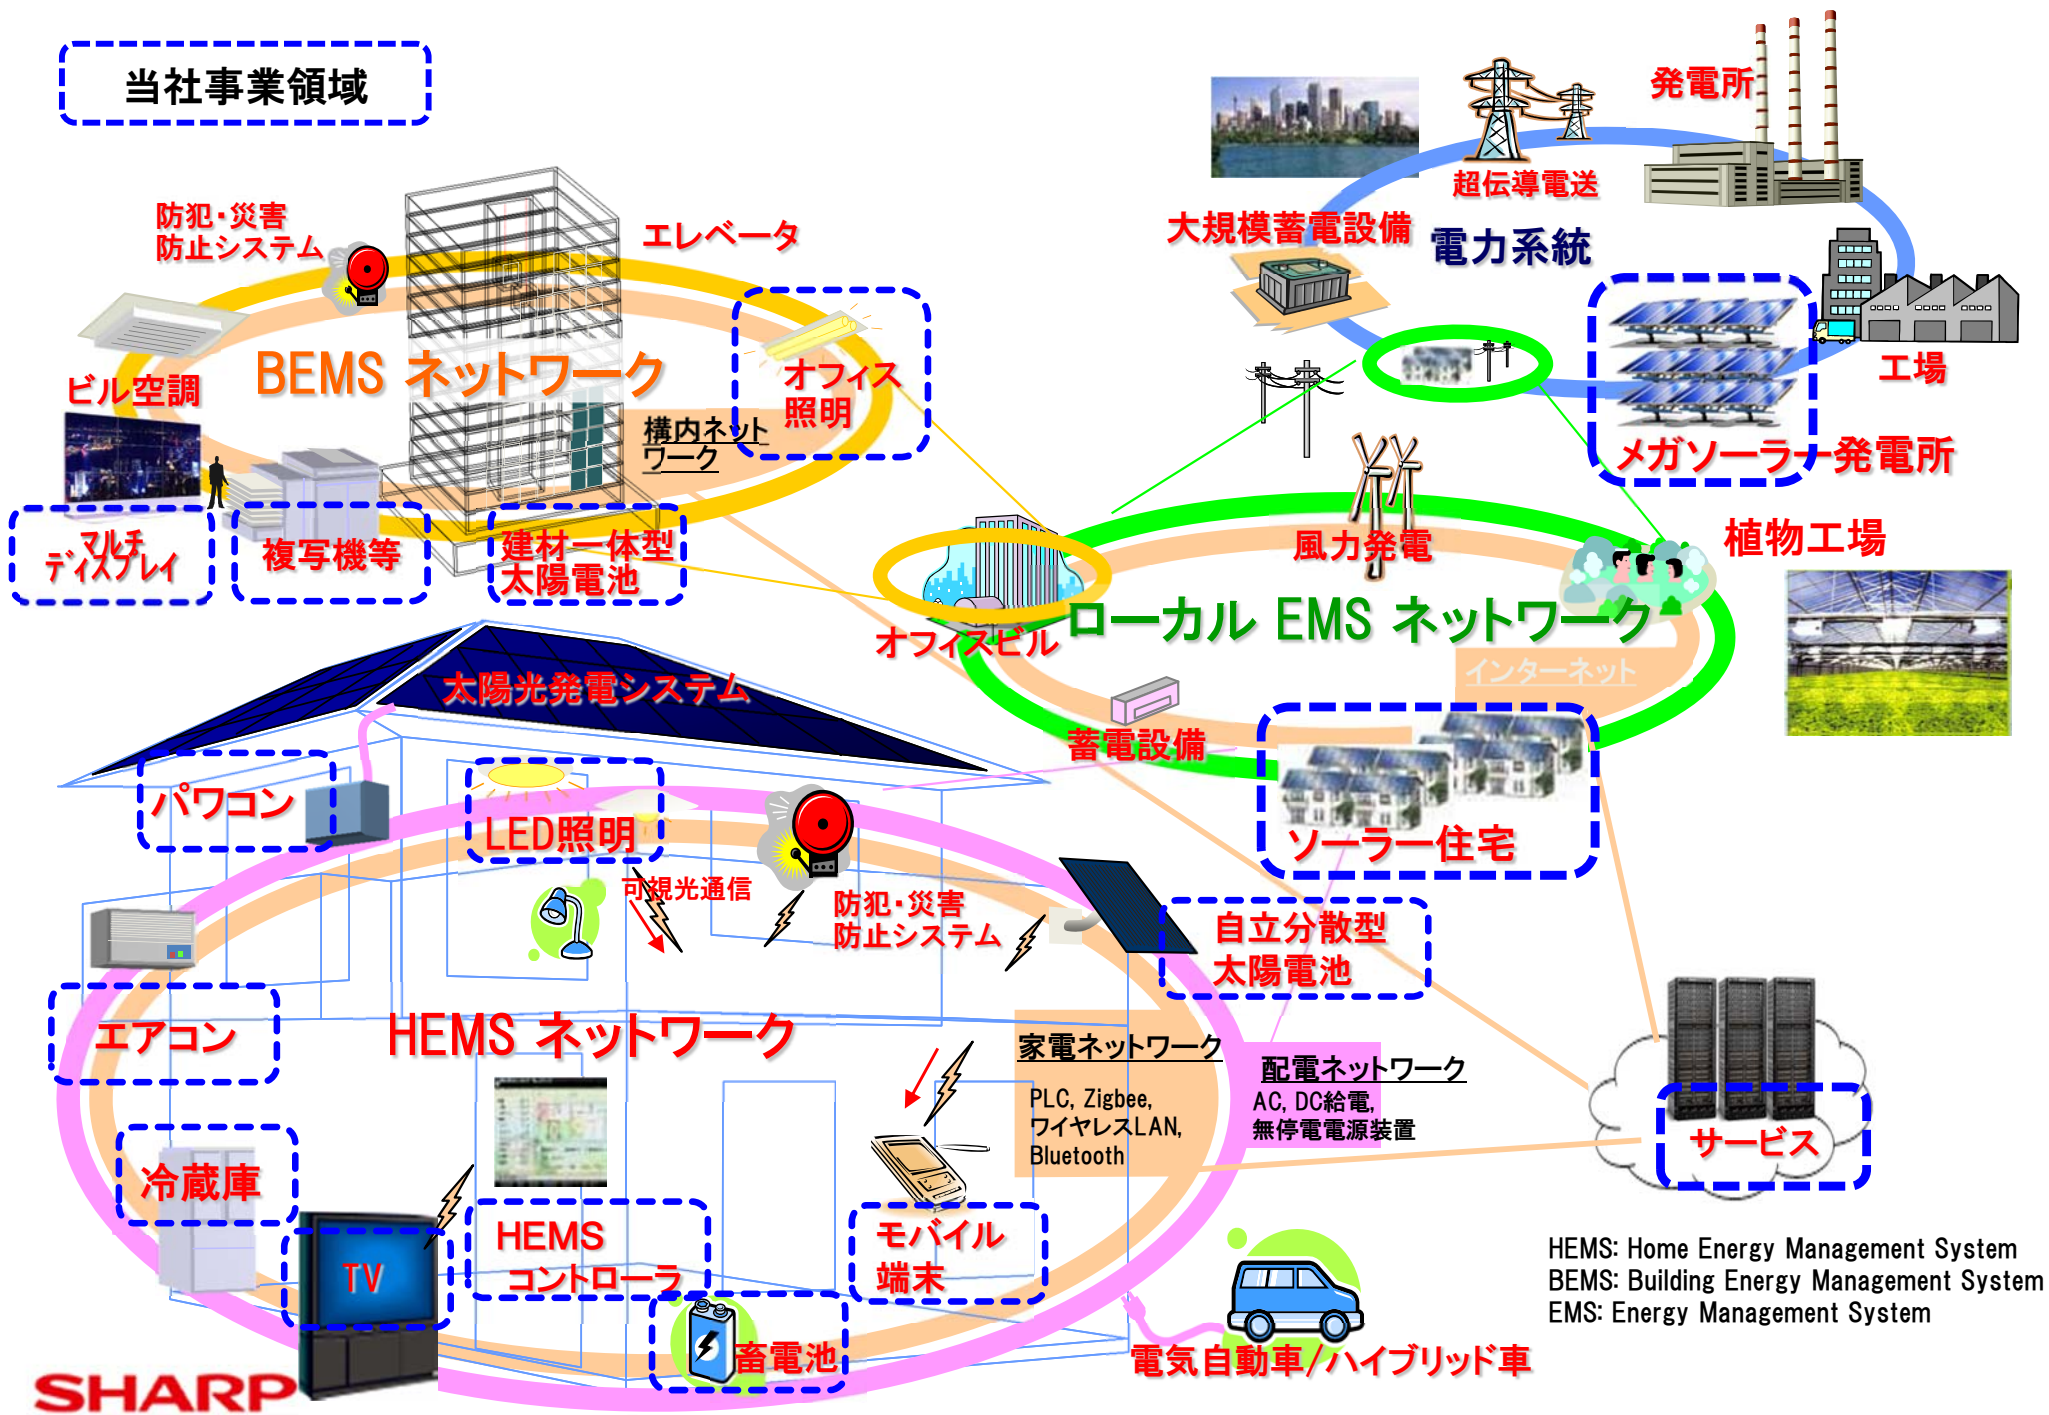 当社事業領域
発電所
超伝導電送
大規模蓄電設備
電力系統
工場
メガソーラー発電所
防犯・災害
防止システム
エレベータ
BEMS ネットワーク
ビル空調
オフィス
照明
構内ネット
ワーク
マルチ
ディスプレイ
複写機等
建材一体型
太陽電池
風力発電
植物工場
ローカル EMS ネットワーク
オフィスビル
インターネット
蓄電設備
ソーラー住宅
太陽光発電システム
パワコン
LED照明
可視光通信
防犯・災害
防止システム
自立分散型
太陽電池
エアコン
HEMS ネットワーク
家電ネットワーク
PLC, Zigbee,
ワイヤレスLAN,
Bluetooth
配電ネットワーク
AC, DC給電,
無停電電源装置
サービス
冷蔵庫
TV
HEMS
コントローラ
モバイル
端末
蓄電池
電気自動車/ハイブリッド車
HEMS: Home Energy Management System
BEMS: Building Energy Management System
EMS: Energy Management System
SHARP